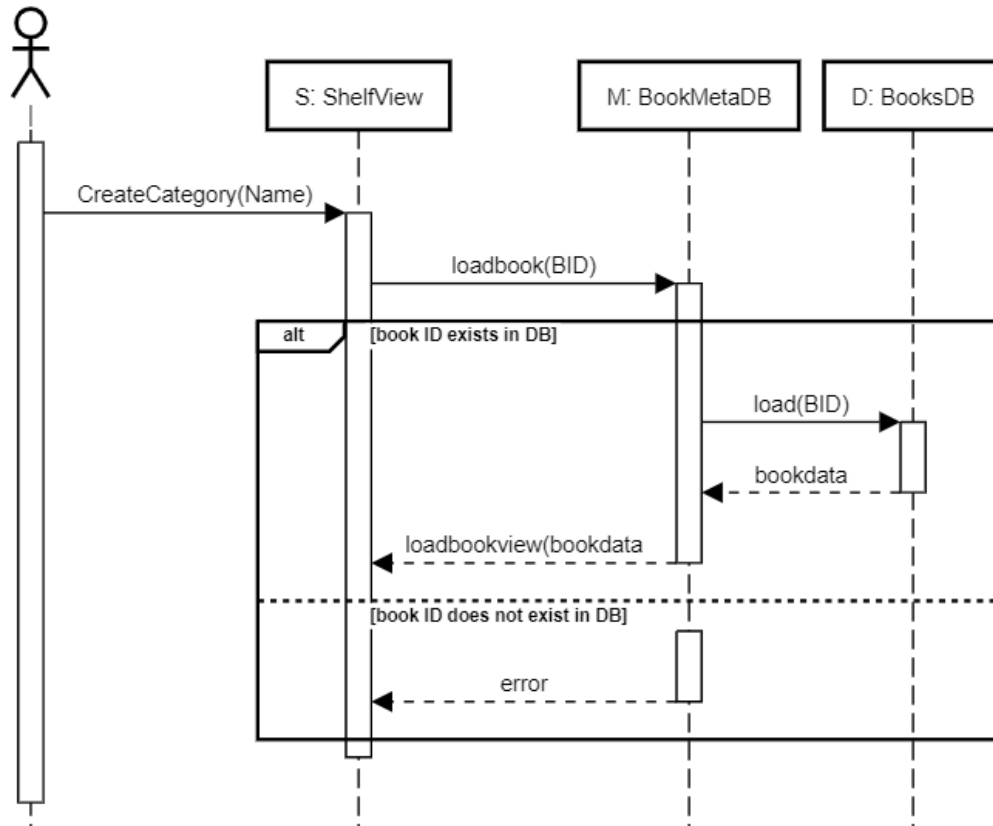 S: ShelfView
M: BookMetaDB
D: BooksDB
CreateCategory(Name)
loadbook(BID)
alt
[book ID exists in DB]
load(BID)
bookdata
loadbookview(bookdata
[book ID does not exist in DB]
error